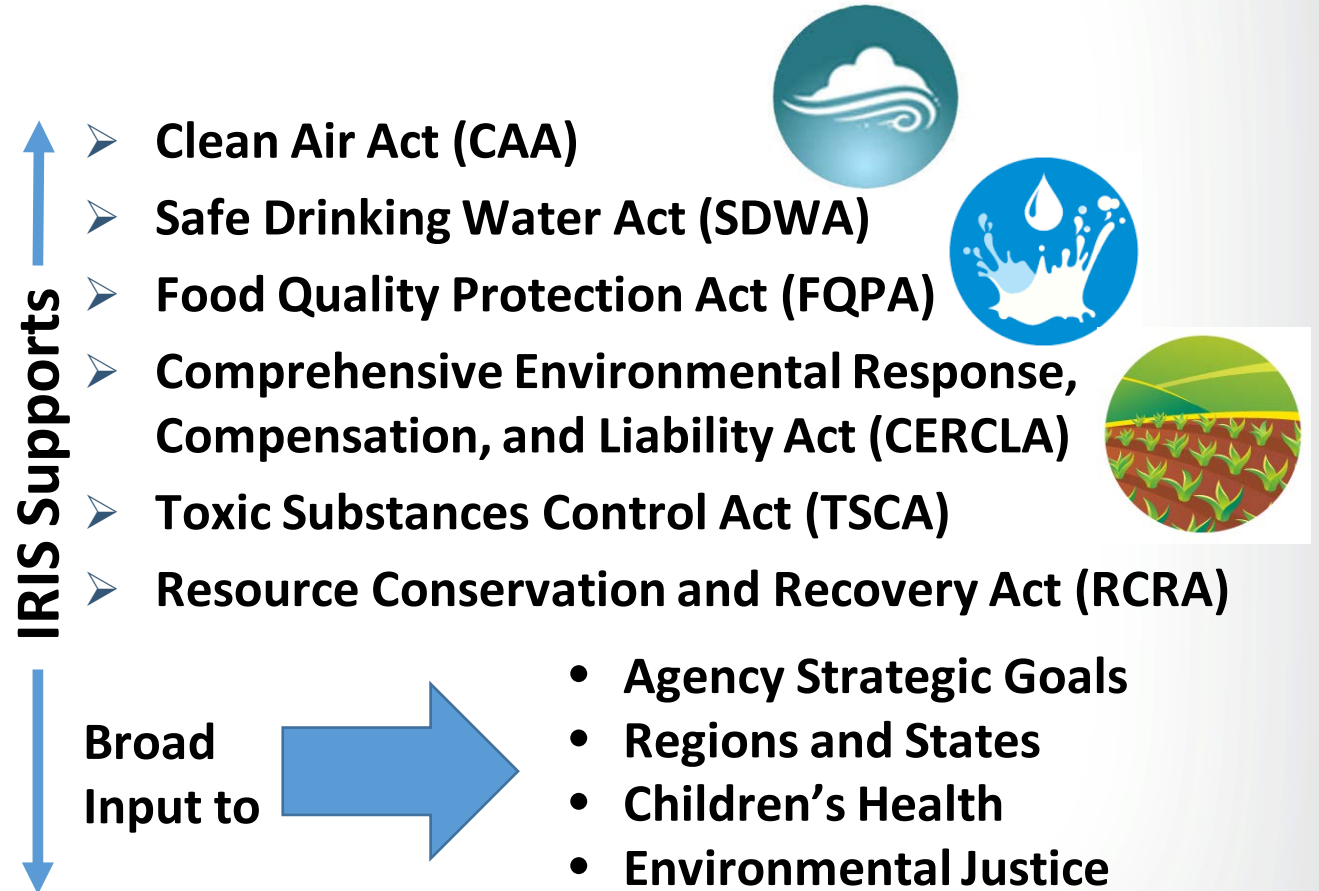 IRIS Supports
➢ Clean Air Act (CAA)
➢ Safe Drinking Water Act (SDWA)
➢ Food Quality Protection Act (FQPA)
➢ Comprehensive Environmental Response,
Compensation, and Liability Act (CERCLA)
➢ Toxic Substances Control Act (TSCA)
➢ Resource Conservation and Recovery Act (RCRA)
Broad
Input to
• Agency Strategic Goals
• Regions and States
• Children’s Health
• Environmental Justice